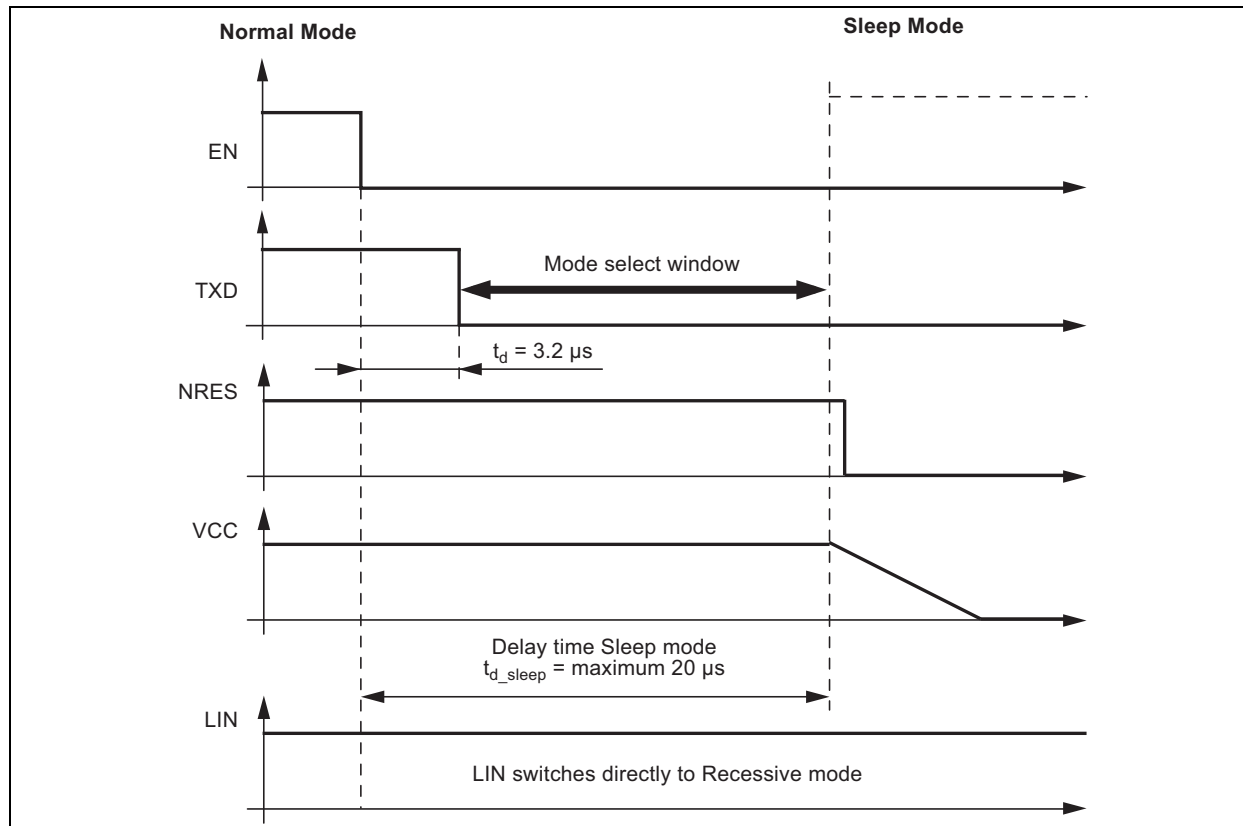 Normal Mode
Sleep Mode
EN
TXD
Mode select window
t_d = 3.2 µs
NRES
VCC
Delay time Sleep mode
t_d_sleep = maximum 20 µs
LIN
LIN switches directly to Recessive mode